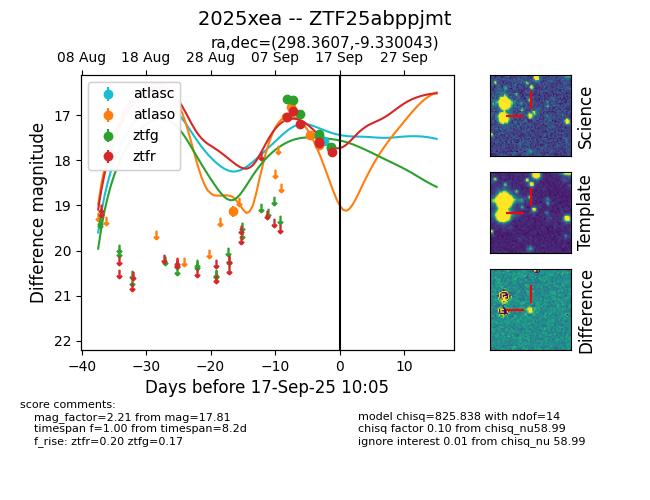 2025xea -- ZTF25abppjmt
ra,dec=(298.3607,-9.330043)
08 Aug 18 Aug 28 Aug 07 Sep 17 Sep 27 Sep
atlasc
atlaso
ztfg
ztfr
17
18
19
20
21
22
Difference magnitude
−40 −30 −20 −10 0 10
Days before 17-Sep-25 10:05
Science
Template
Difference
score comments:
mag_factor=2.21 from mag=17.81
timespan f=1.00 from timespan=8.2d
f_rise: ztfr=0.20 ztfg=0.17
model chisq=825.838 with ndof=14
chisq factor 0.10 from chisq_nu58.99
ignore interest 0.01 from chisq_nu 58.99